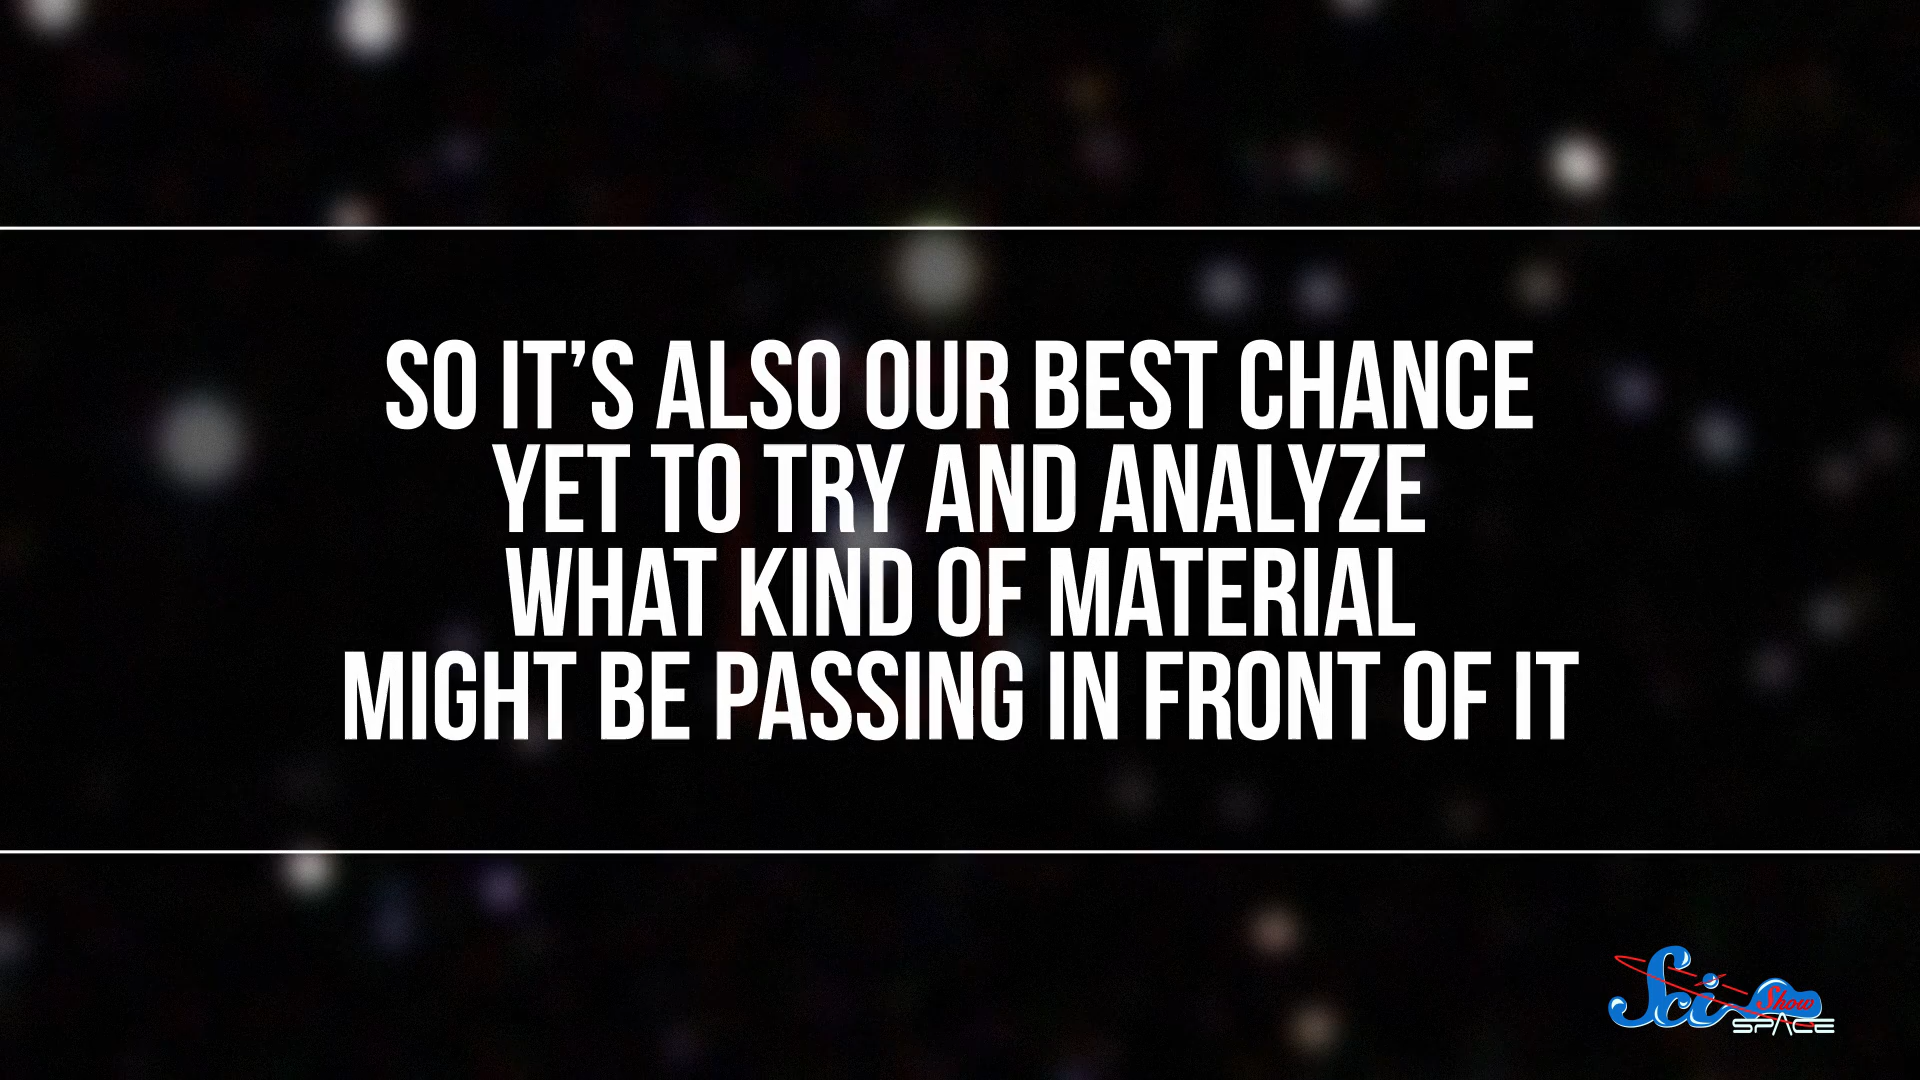 SO IT’S ALSO OUR BEST CHANCE
YET TO TRY AND ANALYZE
WHAT KIND OF MATERIAL
MIGHT BE PASSING IN FRONT OF IT
Sci Show
SPACE